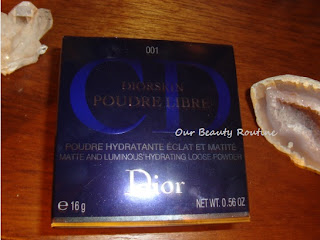 001
CD
DIORSKIN
POUDRE LIBRE
Our Beauty Routine
POUDRE HYDRATANTE ÉCLAT ET MATITÉ
MATTE AND LUMINOUS HYDRATING LOOSE POWDER
Dior
e 16 g
NET WT. 0.56 OZ